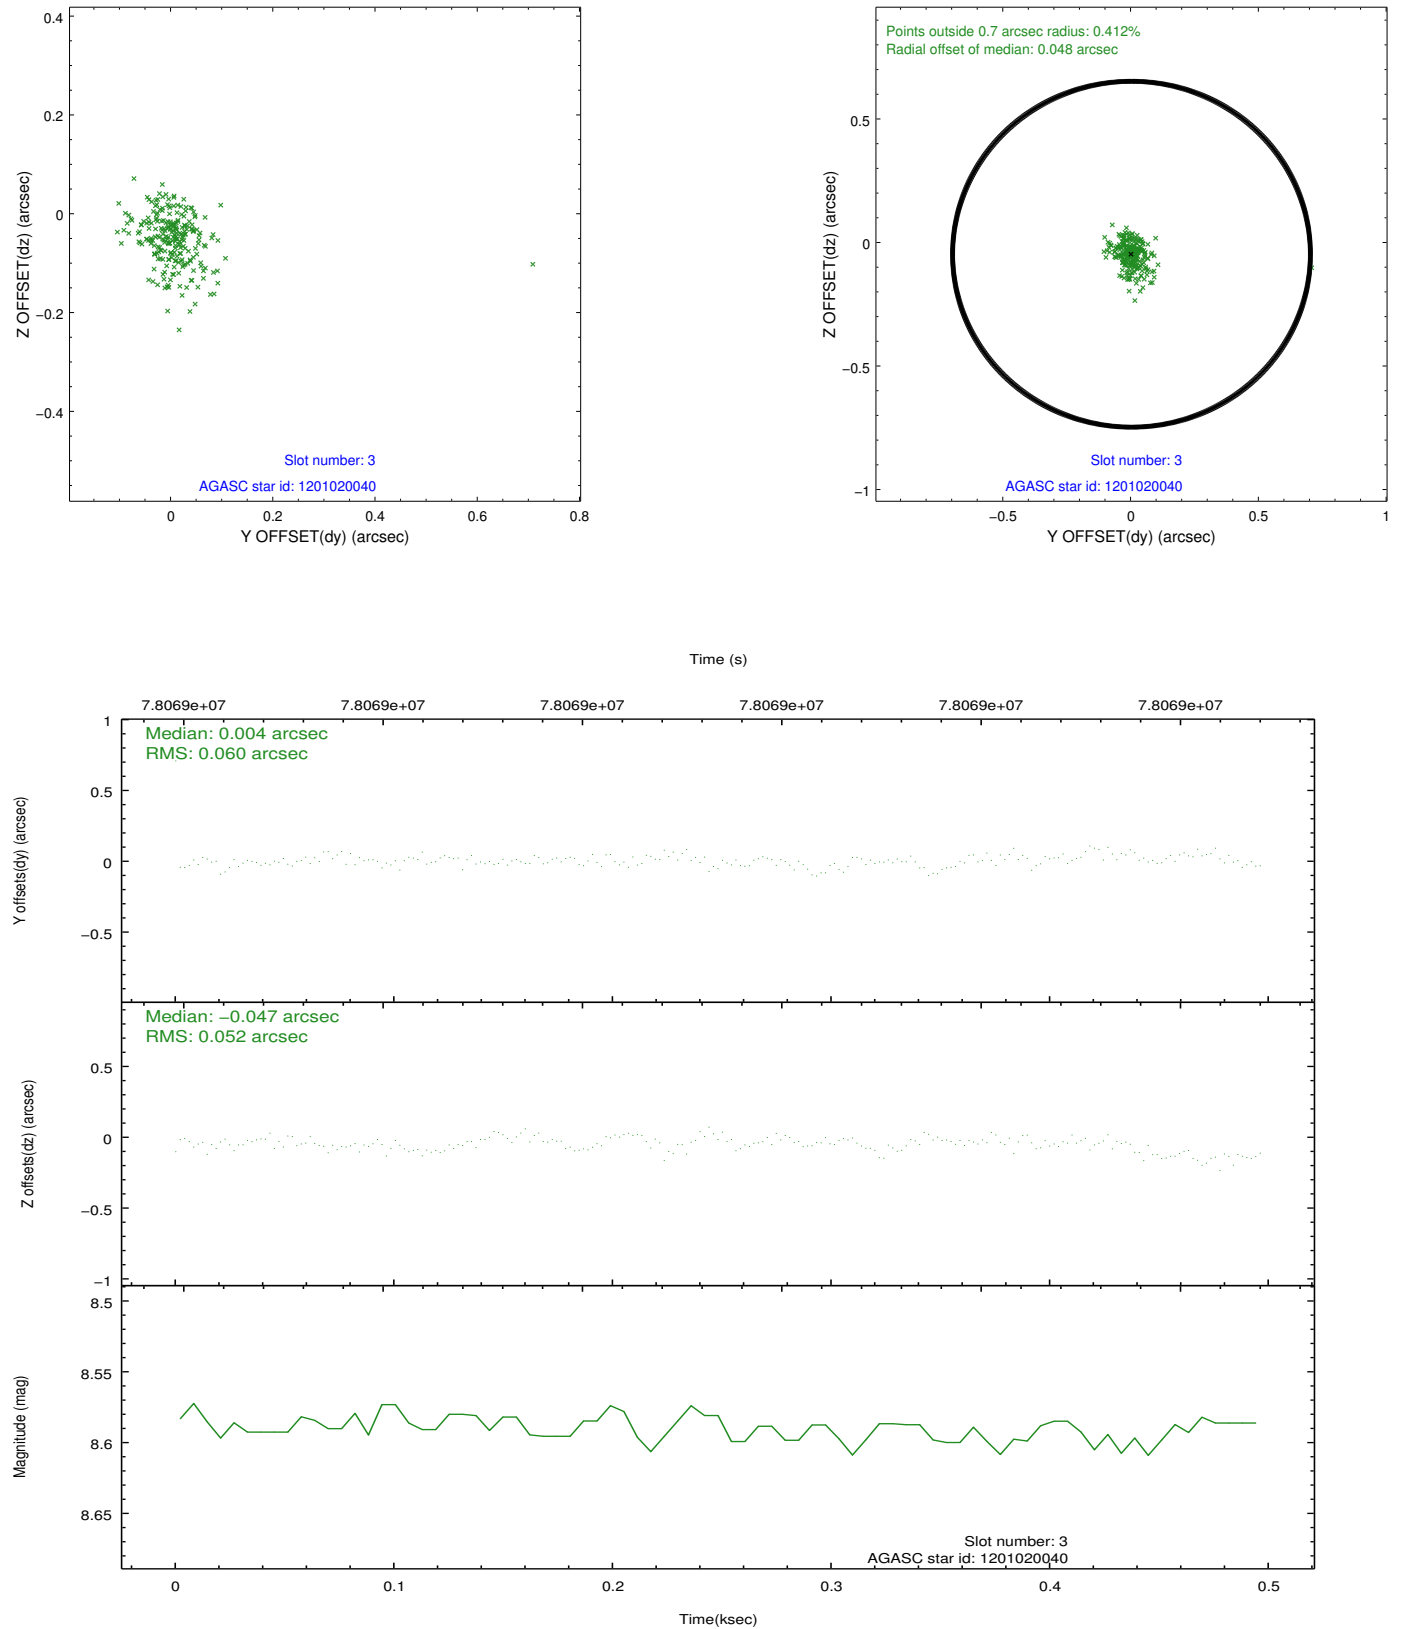 0.4
0.2
0
−0.2
−0.4
Z OFFSET(dz) (arcsec)
Slot number: 3
AGASC star id: 1201020040
0 0.2 0.4 0.6 0.8
Y OFFSET(dy) (arcsec)
Points outside 0.7 arcsec radius: 0.412%
Radial offset of median: 0.048 arcsec
0.5
0
−0.5
−1
Z OFFSET(dz) (arcsec)
Slot number: 3
AGASC star id: 1201020040
−0.5 0 0.5 1
Y OFFSET(dy) (arcsec)
Time (s)
7.8069e+07 7.8069e+07 7.8069e+07 7.8069e+07 7.8069e+07 7.8069e+07
Median: 0.004 arcsec
RMS: 0.060 arcsec
1
0.5
0
−0.5
Y offsets(dy) (arcsec)
Median: −0.047 arcsec
RMS: 0.052 arcsec
0.5
0
−0.5
−1
Z offsets(dz) (arcsec)
8.5
8.55
8.6
8.65
Magnitude (mag)
Slot number: 3
AGASC star id: 1201020040
0 0.1 0.2 0.3 0.4 0.5
Time(ksec)